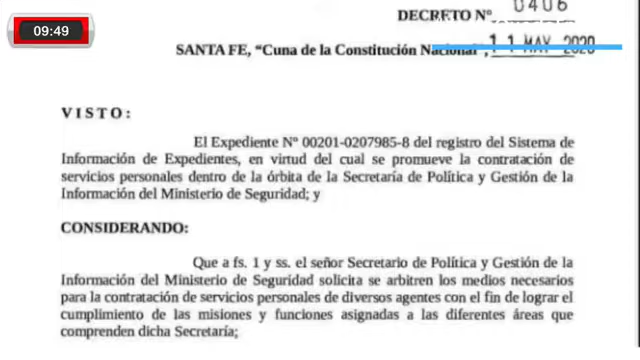 DECRETO Nº 0406
09:49
SANTA FE, “Cuna de la Constitución Nacional”, 11 MAY 2020
VISTO:
El Expediente Nº 00201-0207985-8 del registro del Sistema de
Información de Expedientes, en virtud del cual se promueve la contratación de
servicios personales dentro de la órbita de la Secretaría de Política y Gestión de la
Información del Ministerio de Seguridad; y
CONSIDERANDO:
Que a fs. 1 y ss. el señor Secretario de Política y Gestión de la
Información del Ministerio de Seguridad solicita se arbitren los medios necesarios
para la contratación de servicios personales de diversos agentes con el fin de lograr el
cumplimiento de las misiones y funciones asignadas a las diferentes áreas que
comprenden dicha Secretaría;